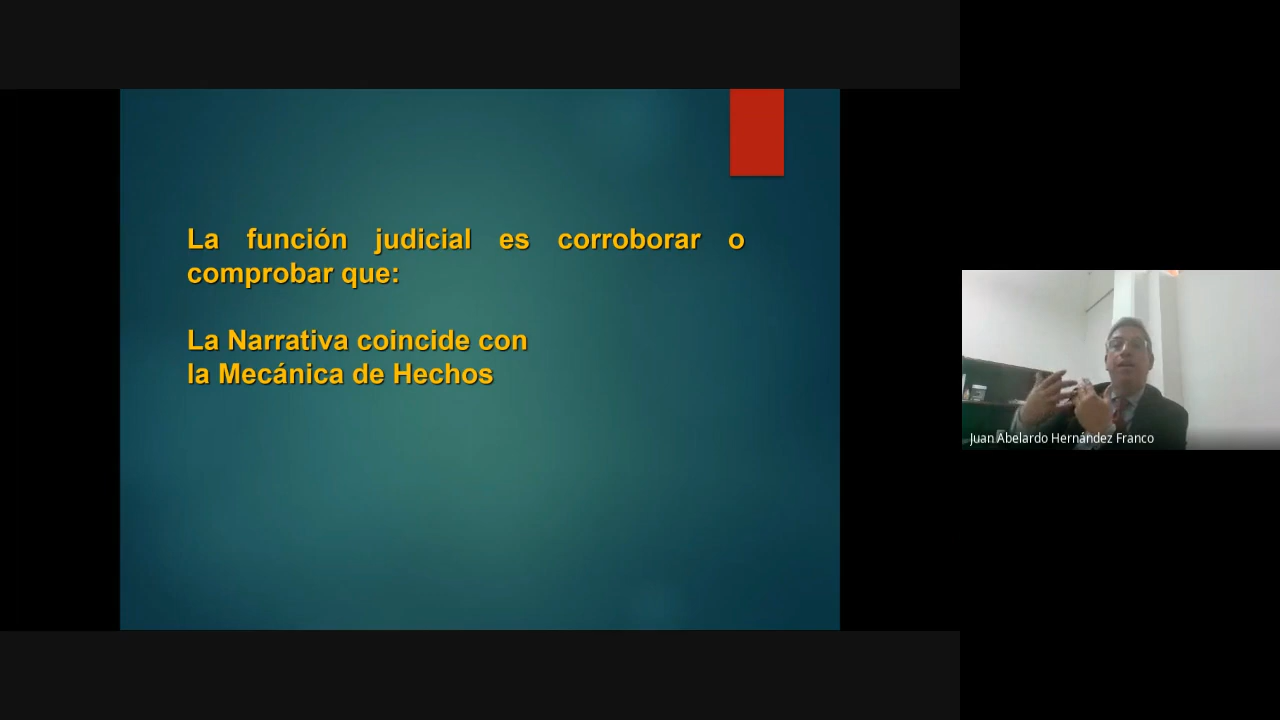 La función judicial es corroborar o
comprobar que:
La Narrativa coincide con
la Mecánica de Hechos
Juan Abelardo Hernández Franco